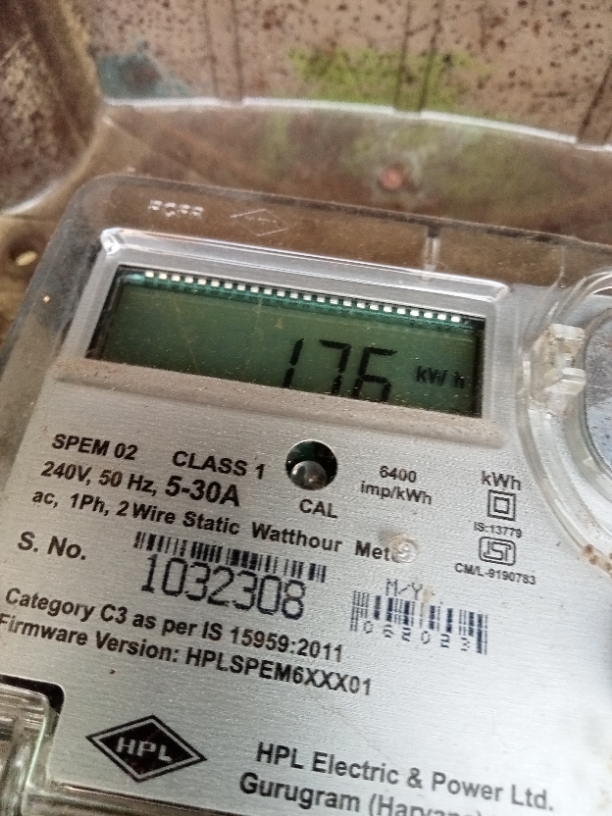 176 kWh
SPEM 02 CLASS 1
240V, 50 Hz, 5-30A
ac, 1Ph, 2 Wire Static Watthour Meter
CAL
6400
imp/kWh
kWh
IS:13779
CM/L-9190783
S. No.
1032308
M/Y
062023
Category C3 as per IS 15959:2011
Firmware Version: HPLSPEM6XXX01
HPL
HPL Electric & Power Ltd.
Gurugram (Haryana)